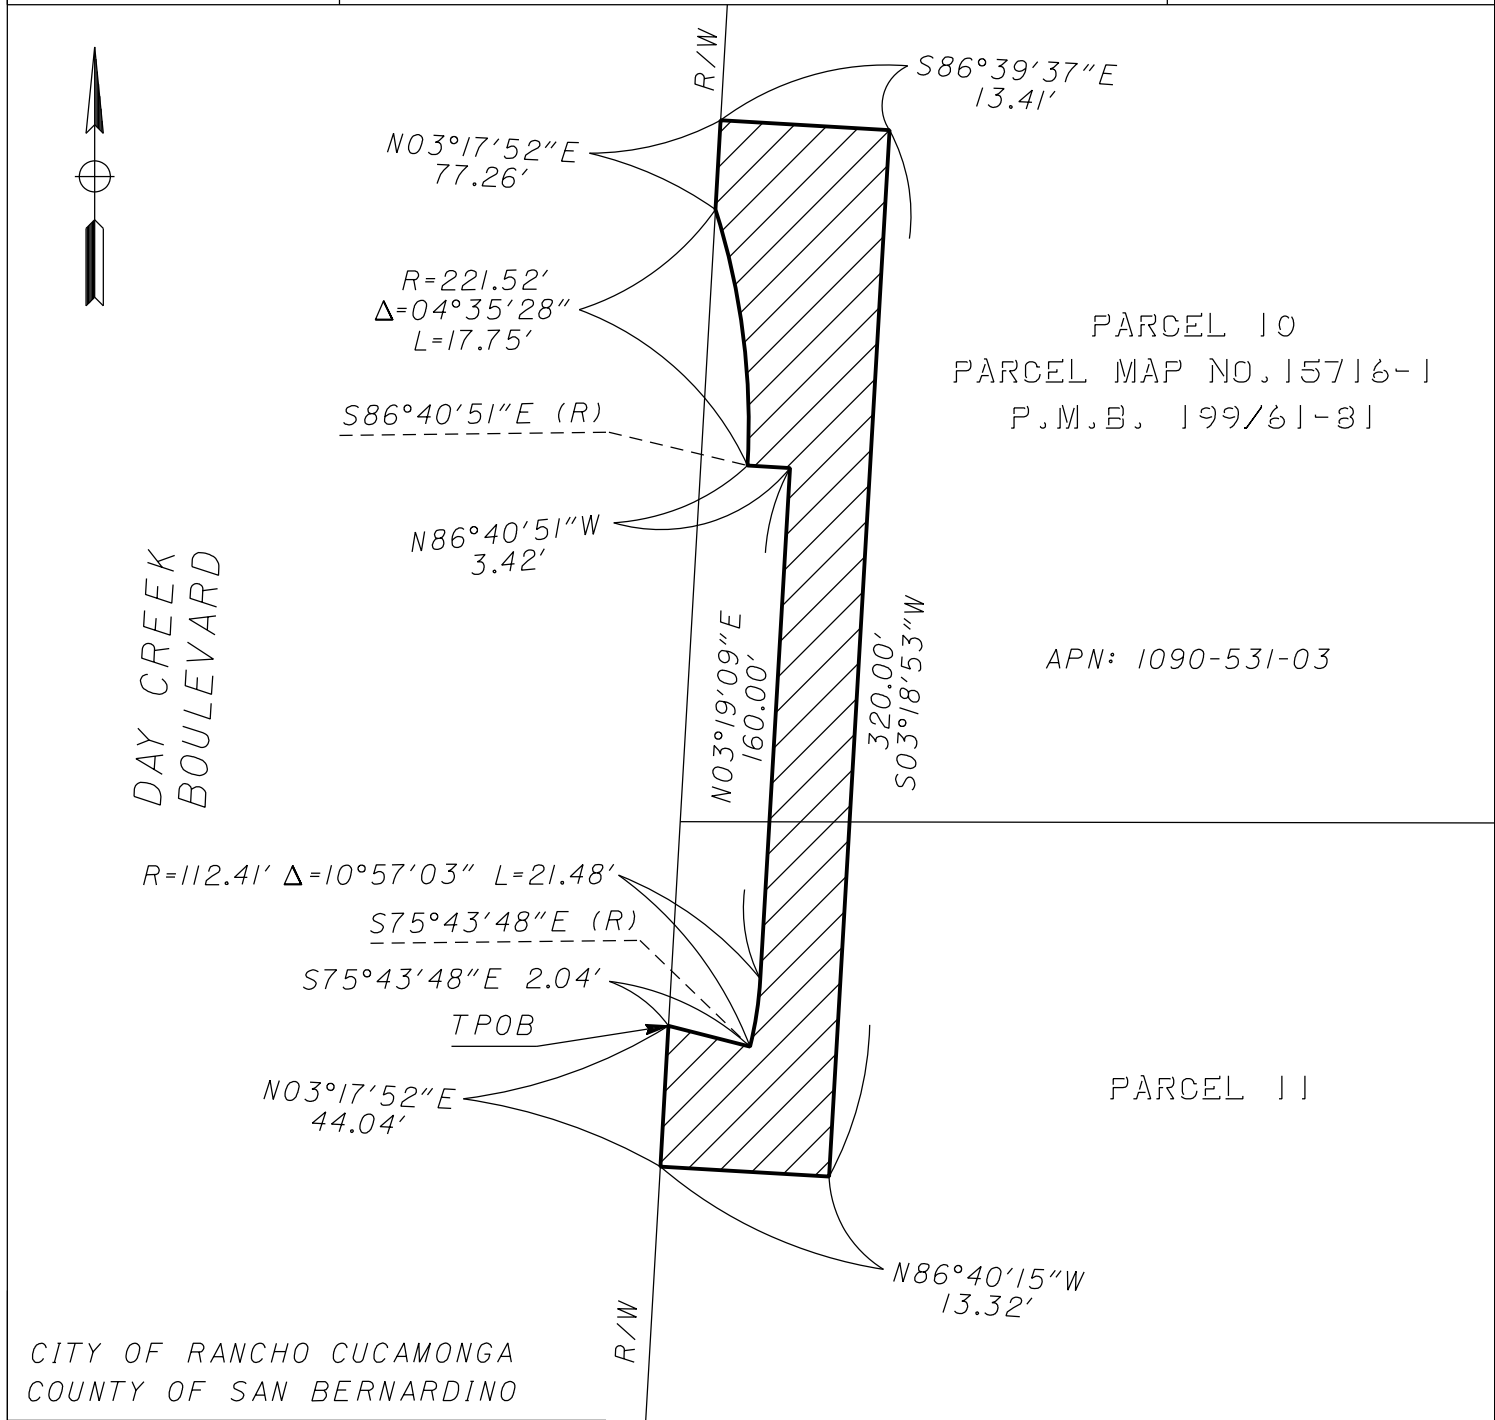 R/W
S86°39'37"E
13.41'
N03°17'52"E
77.26'
R=221.52'
Δ=04°35'28"
L=17.75'
PARCEL 10
PARCEL MAP NO.15716-1
P.M.B. 199/61-81
S86°40'51"E (R)
N86°40'51"W
3.42'
DAY CREEK
BOULEVARD
N03°19'09"E
160.00'
320.00'
S03°18'53"W
APN: 1090-531-03
R=112.41' Δ=10°57'03" L=21.48'
S75°43'48"E (R)
S75°43'48"E 2.04'
TPOB
N03°17'52"E
44.04'
PARCEL 11
N86°40'15"W
13.32'
R/W
CITY OF RANCHO CUCAMONGA
COUNTY OF SAN BERNARDINO